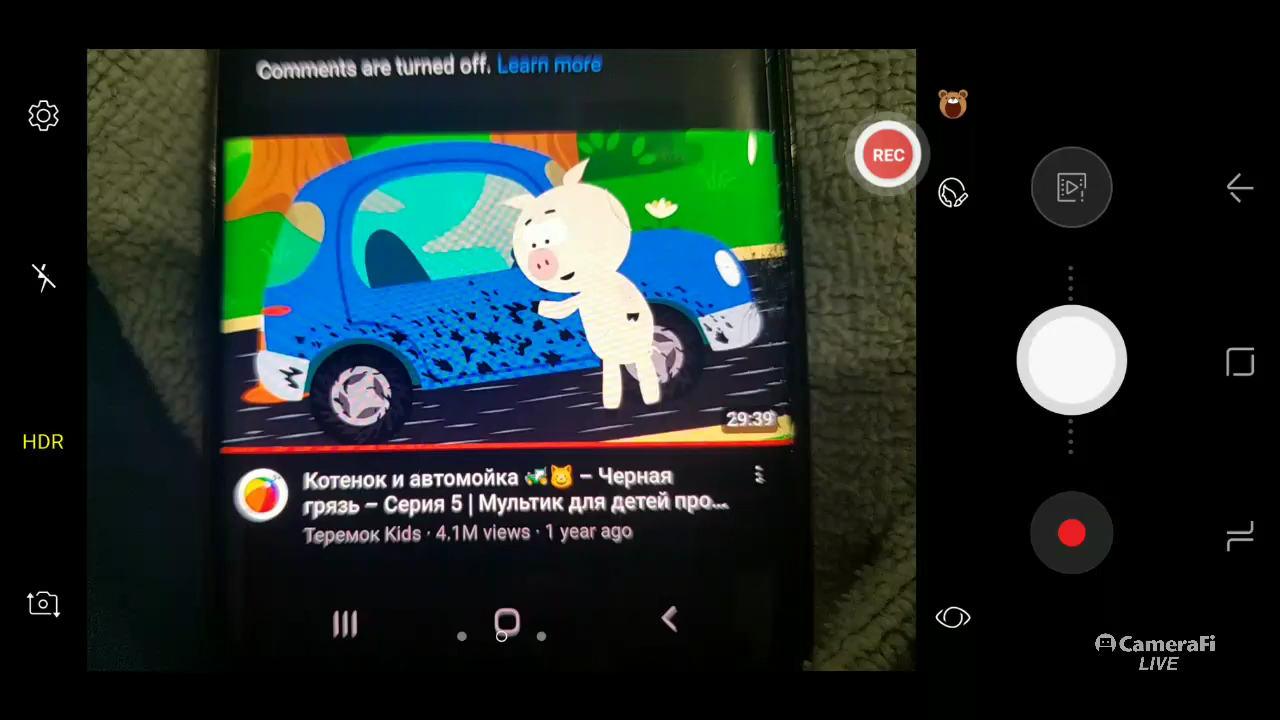 Comments are turned off. Learn more
REC
HDR
29:39
Котенок и автомойка 🚜🐱 – Черная
грязь – Серия 5 | Мультик для детей про...
Теремок Kids · 4.1M views · 1 year ago
CameraFi
LIVE